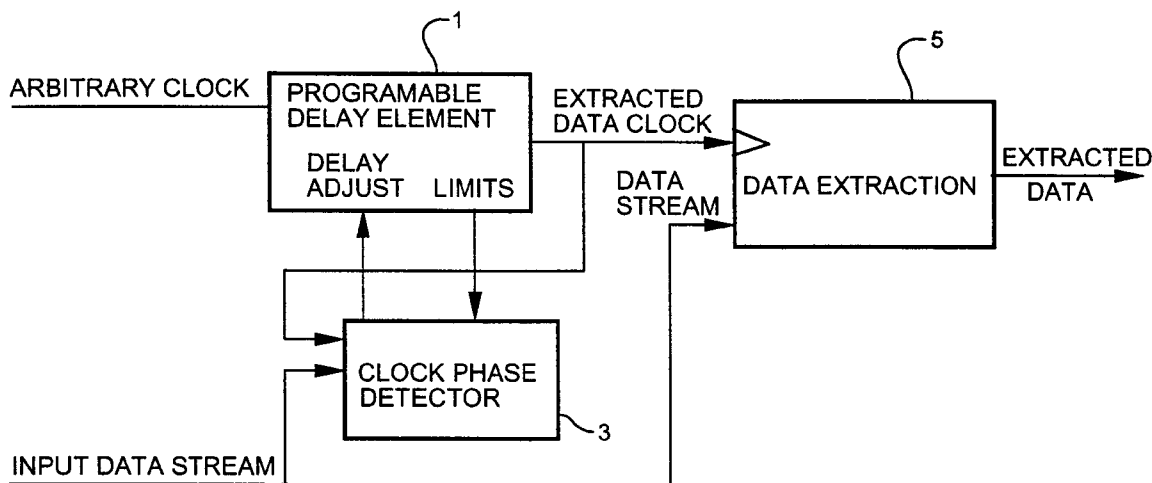 1
5
ARBITRARY CLOCK
PROGRAMABLE
DELAY ELEMENT
DELAY
ADJUST
LIMITS
EXTRACTED
DATA CLOCK
DATA
STREAM
DATA EXTRACTION
EXTRACTED
DATA
CLOCK PHASE
DETECTOR
3
INPUT DATA STREAM